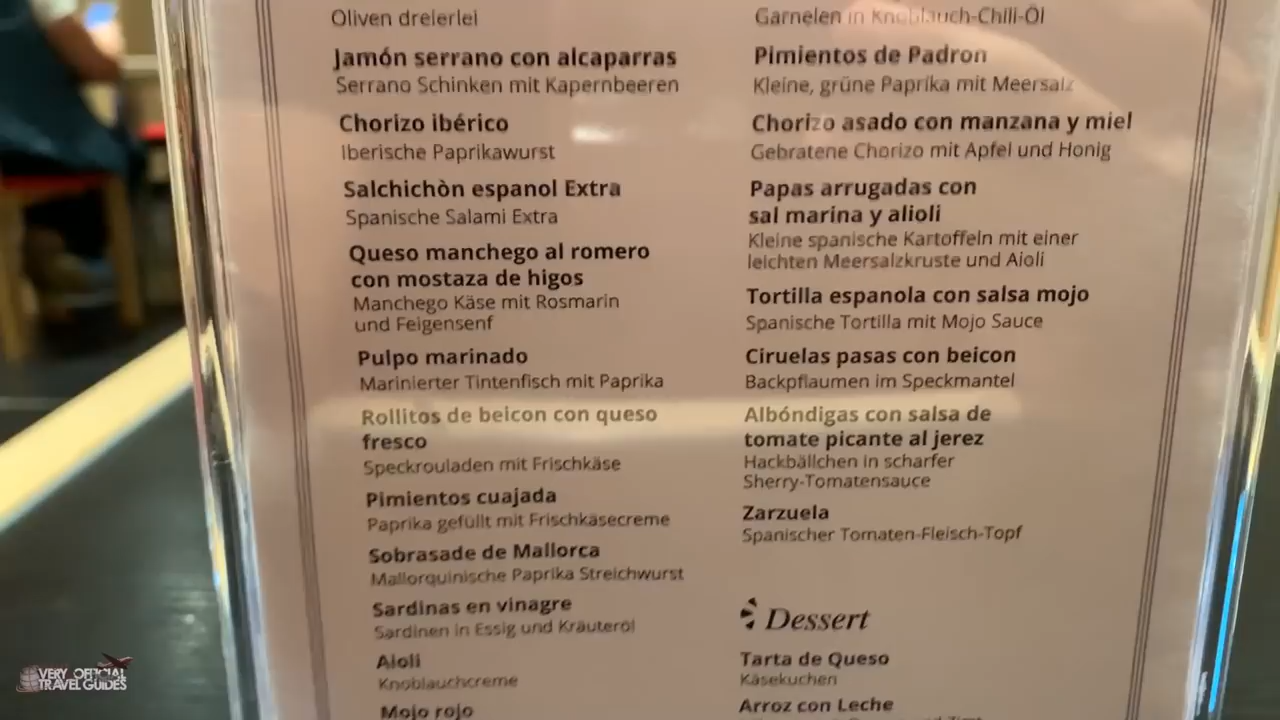 Oliven dreierlei
Jamón serrano con alcaparras
Serrano Schinken mit Kapernbeeren
Chorizo ibérico
Iberische Paprikawurst
Salchichòn espanol Extra
Spanische Salami Extra
Queso manchego al romero
con mostaza de higos
Manchego Käse mit Rosmarin
und Feigensenf
Pulpo marinado
Marinierter Tintenfisch mit Paprika
Rollitos de beicon con queso
fresco
Speckrouladen mit Frischkäse
Pimientos cuajada
Paprika gefüllt mit Frischkäsecreme
Sobrasade de Mallorca
Mallorquinische Paprika Streichwurst
Sardinas en vinagre
Sardinen in Essig und Kräuteröl
Aioli
Knoblauchcreme
Mojo rojo
Garnelen in Knoblauch-Chili-Öl
Pimientos de Padron
Kleine, grüne Paprika mit Meersalz
Chorizo asado con manzana y miel
Gebratene Chorizo mit Apfel und Honig
Papas arrugadas con
sal marina y alioli
Kleine spanische Kartoffeln mit einer
leichten Meersalzkruste und Aioli
Tortilla espanola con salsa mojo
Spanische Tortilla mit Mojo Sauce
Ciruelas pasas con beicon
Backpflaumen im Speckmantel
Albóndigas con salsa de
tomate picante al jerez
Hackbällchen in scharfer
Sherry-Tomatensauce
Zarzuela
Spanischer Tomaten-Fleisch-Topf
Dessert
Tarta de Queso
Käsekuchen
Arroz con Leche
VERY OFFICIAL
TRAVEL GUIDES